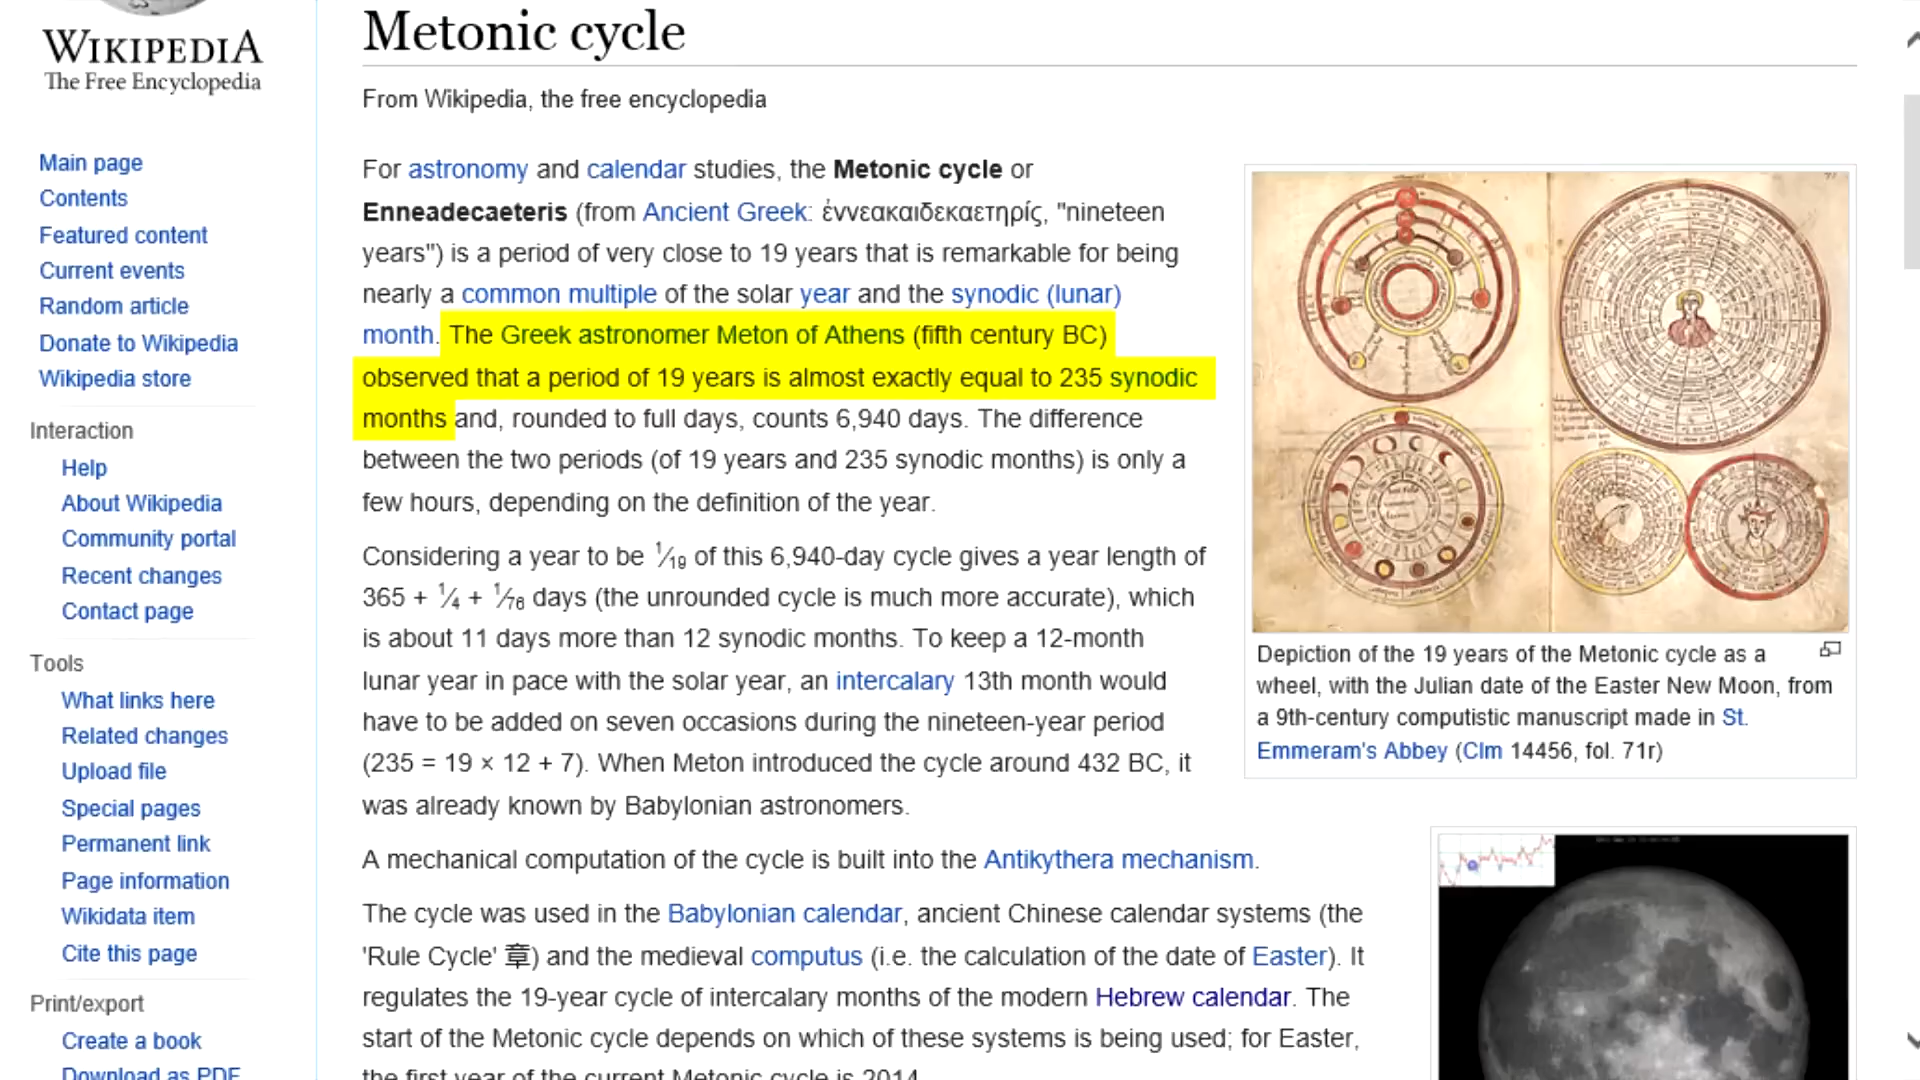 WIKIPEDIA
The Free Encyclopedia
Main page
Contents
Featured content
Current events
Random article
Donate to Wikipedia
Wikipedia store
Interaction
Help
About Wikipedia
Community portal
Recent changes
Contact page
Tools
What links here
Related changes
Upload file
Special pages
Permanent link
Page information
Wikidata item
Cite this page
Print/export
Create a book
Download as PDF
Metonic cycle
From Wikipedia, the free encyclopedia
For astronomy and calendar studies, the Metonic cycle or
Enneadecaeteris (from Ancient Greek: ἐννεακαιδεκαετηρίς, "nineteen
years") is a period of very close to 19 years that is remarkable for being
nearly a common multiple of the solar year and the synodic (lunar)
month. The Greek astronomer Meton of Athens (fifth century BC)
observed that a period of 19 years is almost exactly equal to 235 synodic
months and, rounded to full days, counts 6,940 days. The difference
between the two periods (of 19 years and 235 synodic months) is only a
few hours, depending on the definition of the year.
Considering a year to be 1⁄19 of this 6,940-day cycle gives a year length of
365 + 1⁄4 + 1⁄76 days (the unrounded cycle is much more accurate), which
is about 11 days more than 12 synodic months. To keep a 12-month
lunar year in pace with the solar year, an intercalary 13th month would
have to be added on seven occasions during the nineteen-year period
(235 = 19 × 12 + 7). When Meton introduced the cycle around 432 BC, it
was already known by Babylonian astronomers.
A mechanical computation of the cycle is built into the Antikythera mechanism.
The cycle was used in the Babylonian calendar, ancient Chinese calendar systems (the
'Rule Cycle' 章) and the medieval computus (i.e. the calculation of the date of Easter). It
regulates the 19-year cycle of intercalary months of the modern Hebrew calendar. The
start of the Metonic cycle depends on which of these systems is being used; for Easter,
the first year of the current Metonic cycle is 2014.
Depiction of the 19 years of the Metonic cycle as a
wheel, with the Julian date of the Easter New Moon, from
a 9th-century computistic manuscript made in St.
Emmeram's Abbey (Clm 14456, fol. 71r)